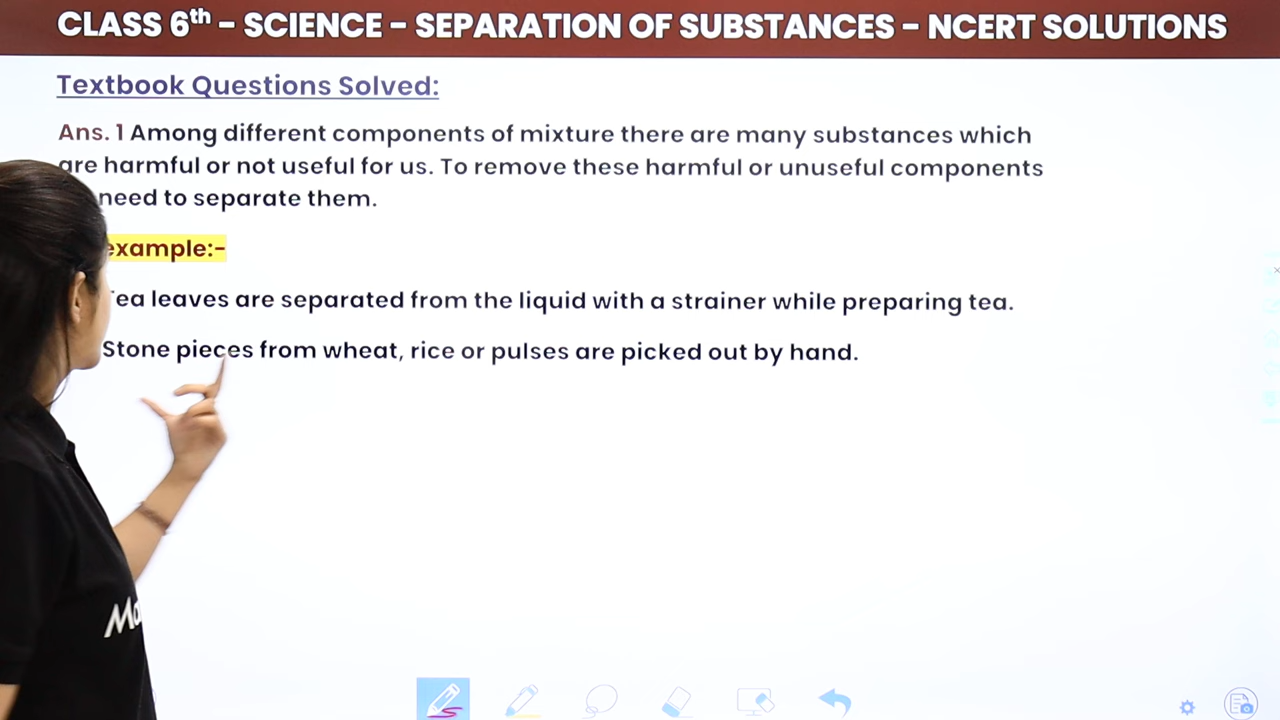 CLASS 6th – SCIENCE – SEPARATION OF SUBSTANCES – NCERT SOLUTIONS
Textbook Questions Solved:
Ans. 1 Among different components of mixture there are many substances which
are harmful or not useful for us. To remove these harmful or unuseful components
need to separate them.
example:-
Tea leaves are separated from the liquid with a strainer while preparing tea.
Stone pieces from wheat, rice or pulses are picked out by hand.